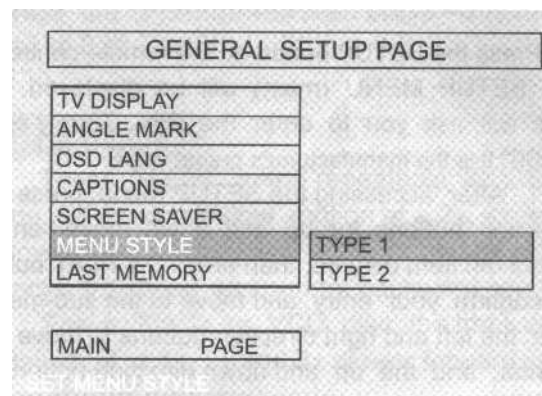 GENERAL SETUP PAGE
TV DISPLAY
ANGLE MARK
OSD LANG
CAPTIONS
SCREEN SAVER
MENU STYLE
TYPE 1
LAST MEMORY
TYPE 2
MAIN PAGE
SET MENU STYLE